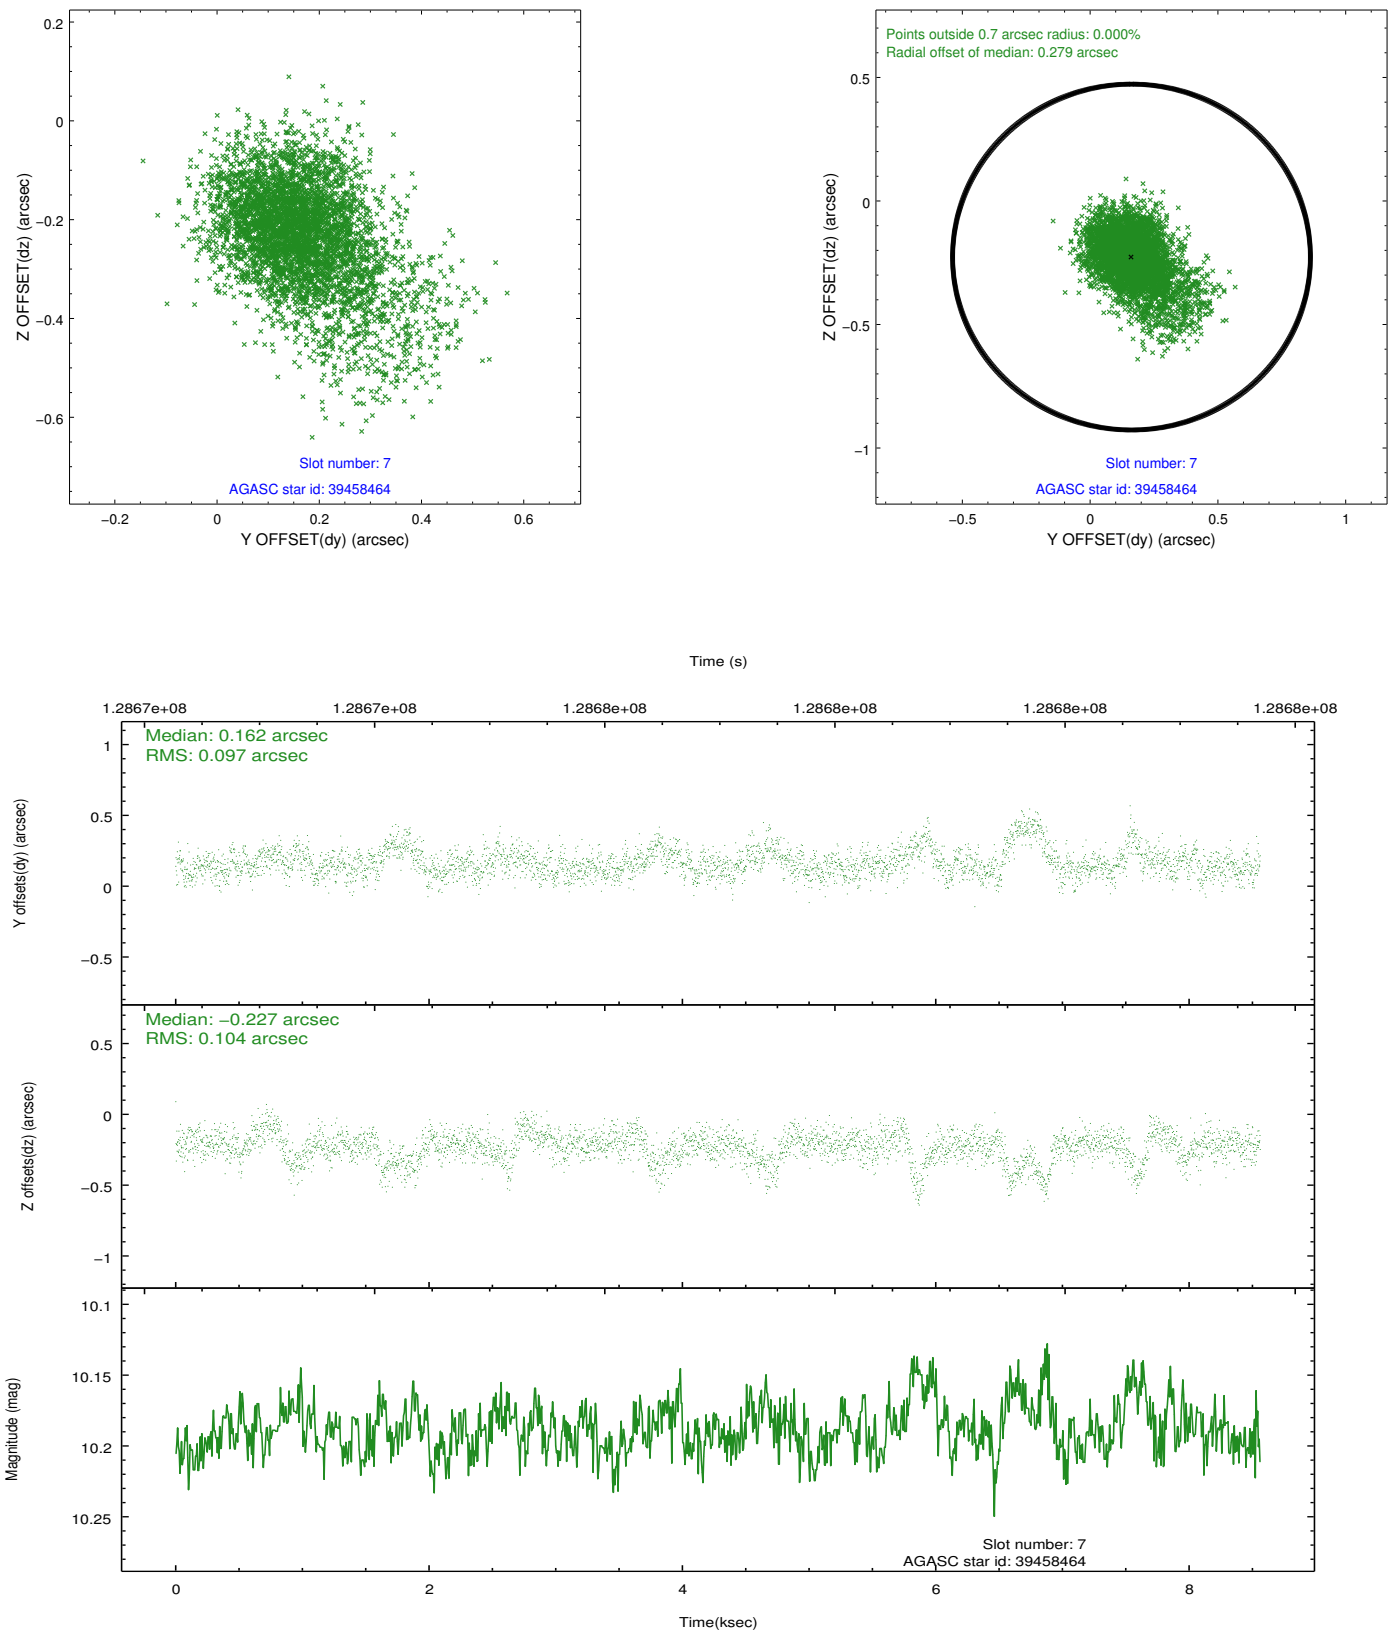 0.2
0
−0.2
−0.4
−0.6
Z OFFSET(dz) (arcsec)
Slot number: 7
AGASC star id: 39458464
−0.2 0 0.2 0.4 0.6
Y OFFSET(dy) (arcsec)
Points outside 0.7 arcsec radius: 0.000%
Radial offset of median: 0.279 arcsec
0.5
0
−0.5
−1
Z OFFSET(dz) (arcsec)
Slot number: 7
AGASC star id: 39458464
−0.5 0 0.5 1
Y OFFSET(dy) (arcsec)
Time (s)
1.2867e+08 1.2867e+08 1.2868e+08 1.2868e+08 1.2868e+08 1.2868e+08
Median: 0.162 arcsec
RMS: 0.097 arcsec
1
0.5
0
−0.5
Y offsets(dy) (arcsec)
Median: −0.227 arcsec
RMS: 0.104 arcsec
0.5
0
−0.5
−1
Z offsets(dz) (arcsec)
10.1
10.15
10.2
10.25
Magnitude (mag)
Slot number: 7
AGASC star id: 39458464
0 2 4 6 8
Time(ksec)